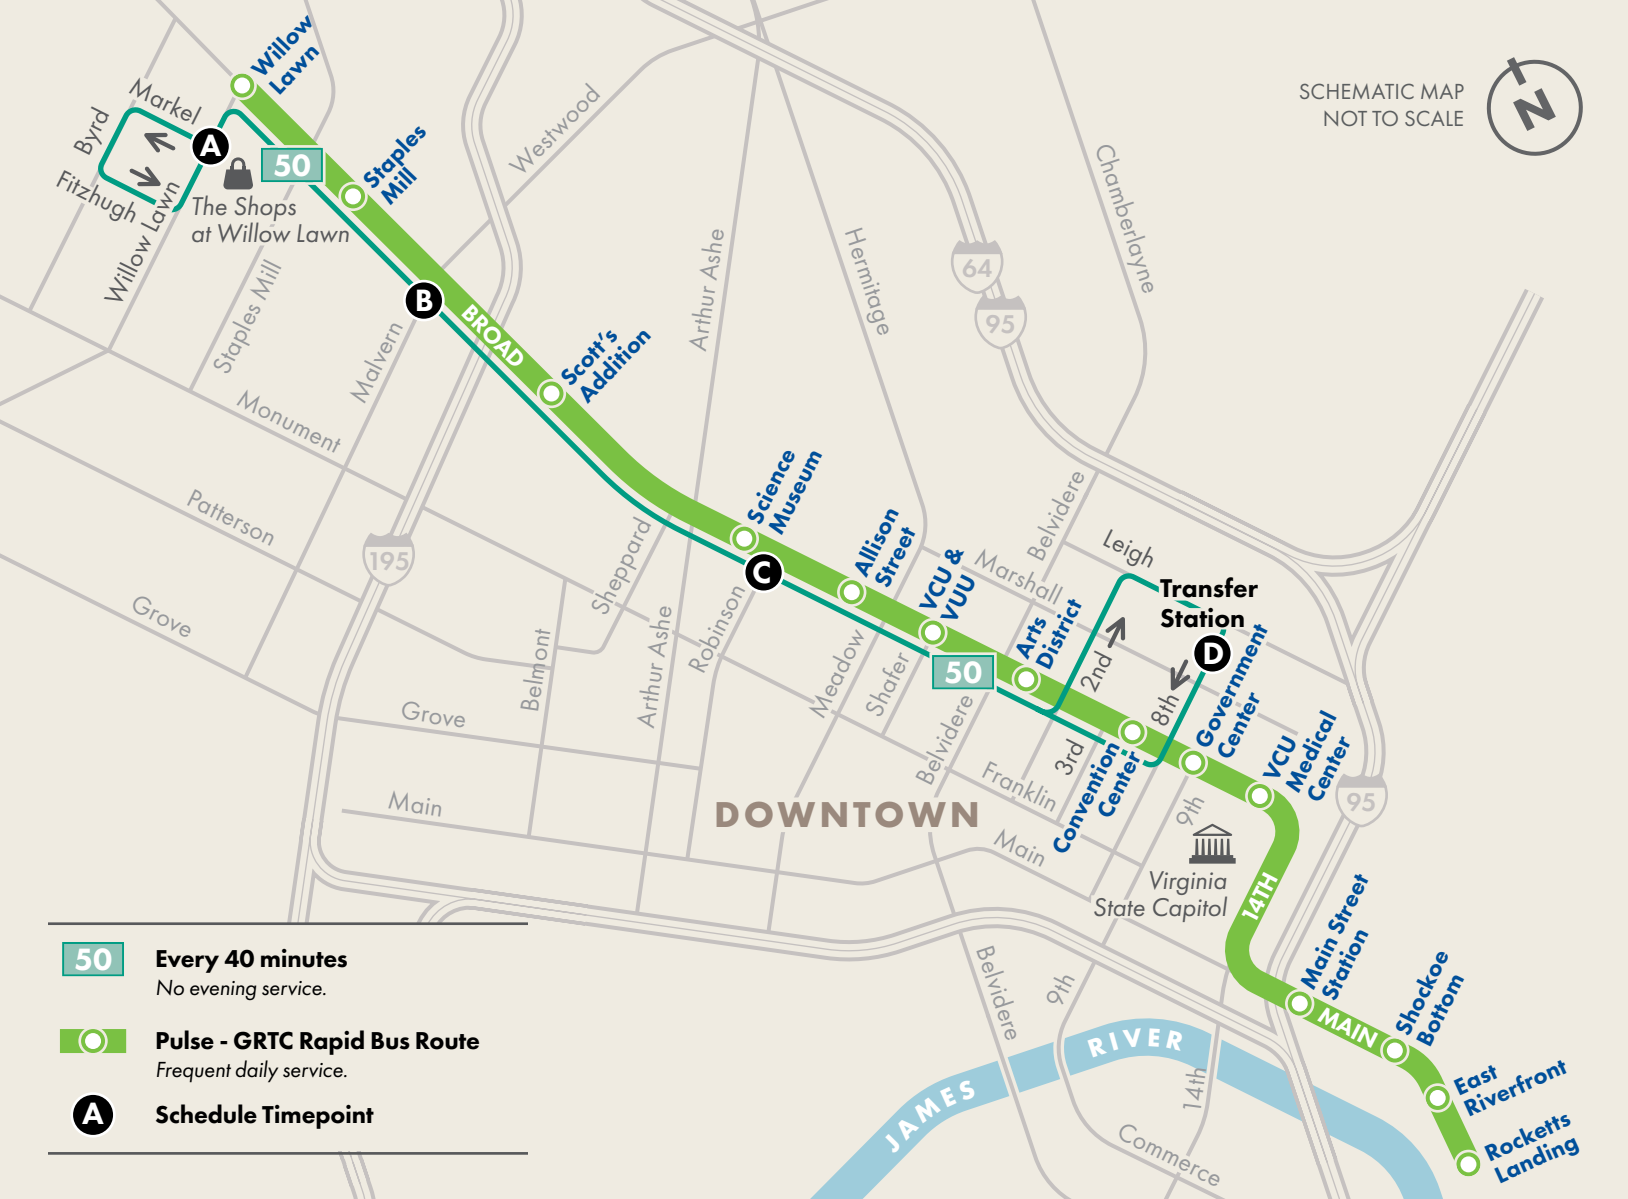 Willow
Lawn
Markel
Byrd
A
50
Fitzhugh
Willow Lawn
The Shops
at Willow Lawn
Staples
Mill
Westwood
SCHEMATIC MAP
NOT TO SCALE
N
Chamberlayne
Arthur Ashe
Hermitage
64
95
Staples Mill
B
BROAD
Malvern
Scott's
Addition
Monument
Patterson
195
Grove
Science
Museum
C
Sheppard
Belmont
Arthur Ashe
Robinson
Allison
Street
VCU &
VUU
Belvidere
Marshall
Leigh
Transfer
Station
D
Arts
District
50
2nd
8th
Government
Center
Meadow
Shafer
Belvidere
3rd
Convention
Center
VCU
Medical
Center
95
Grove
Main
Franklin
DOWNTOWN
Main
9th
Virginia
State Capitol
14TH
Main Street
Station
MAIN
Shockoe
Bottom
East
Riverfront
Rocketts
Landing
Belvidere
9th
JAMES
RIVER
14th
Commerce
50
Every 40 minutes
No evening service.
Pulse - GRTC Rapid Bus Route
Frequent daily service.
A
Schedule Timepoint